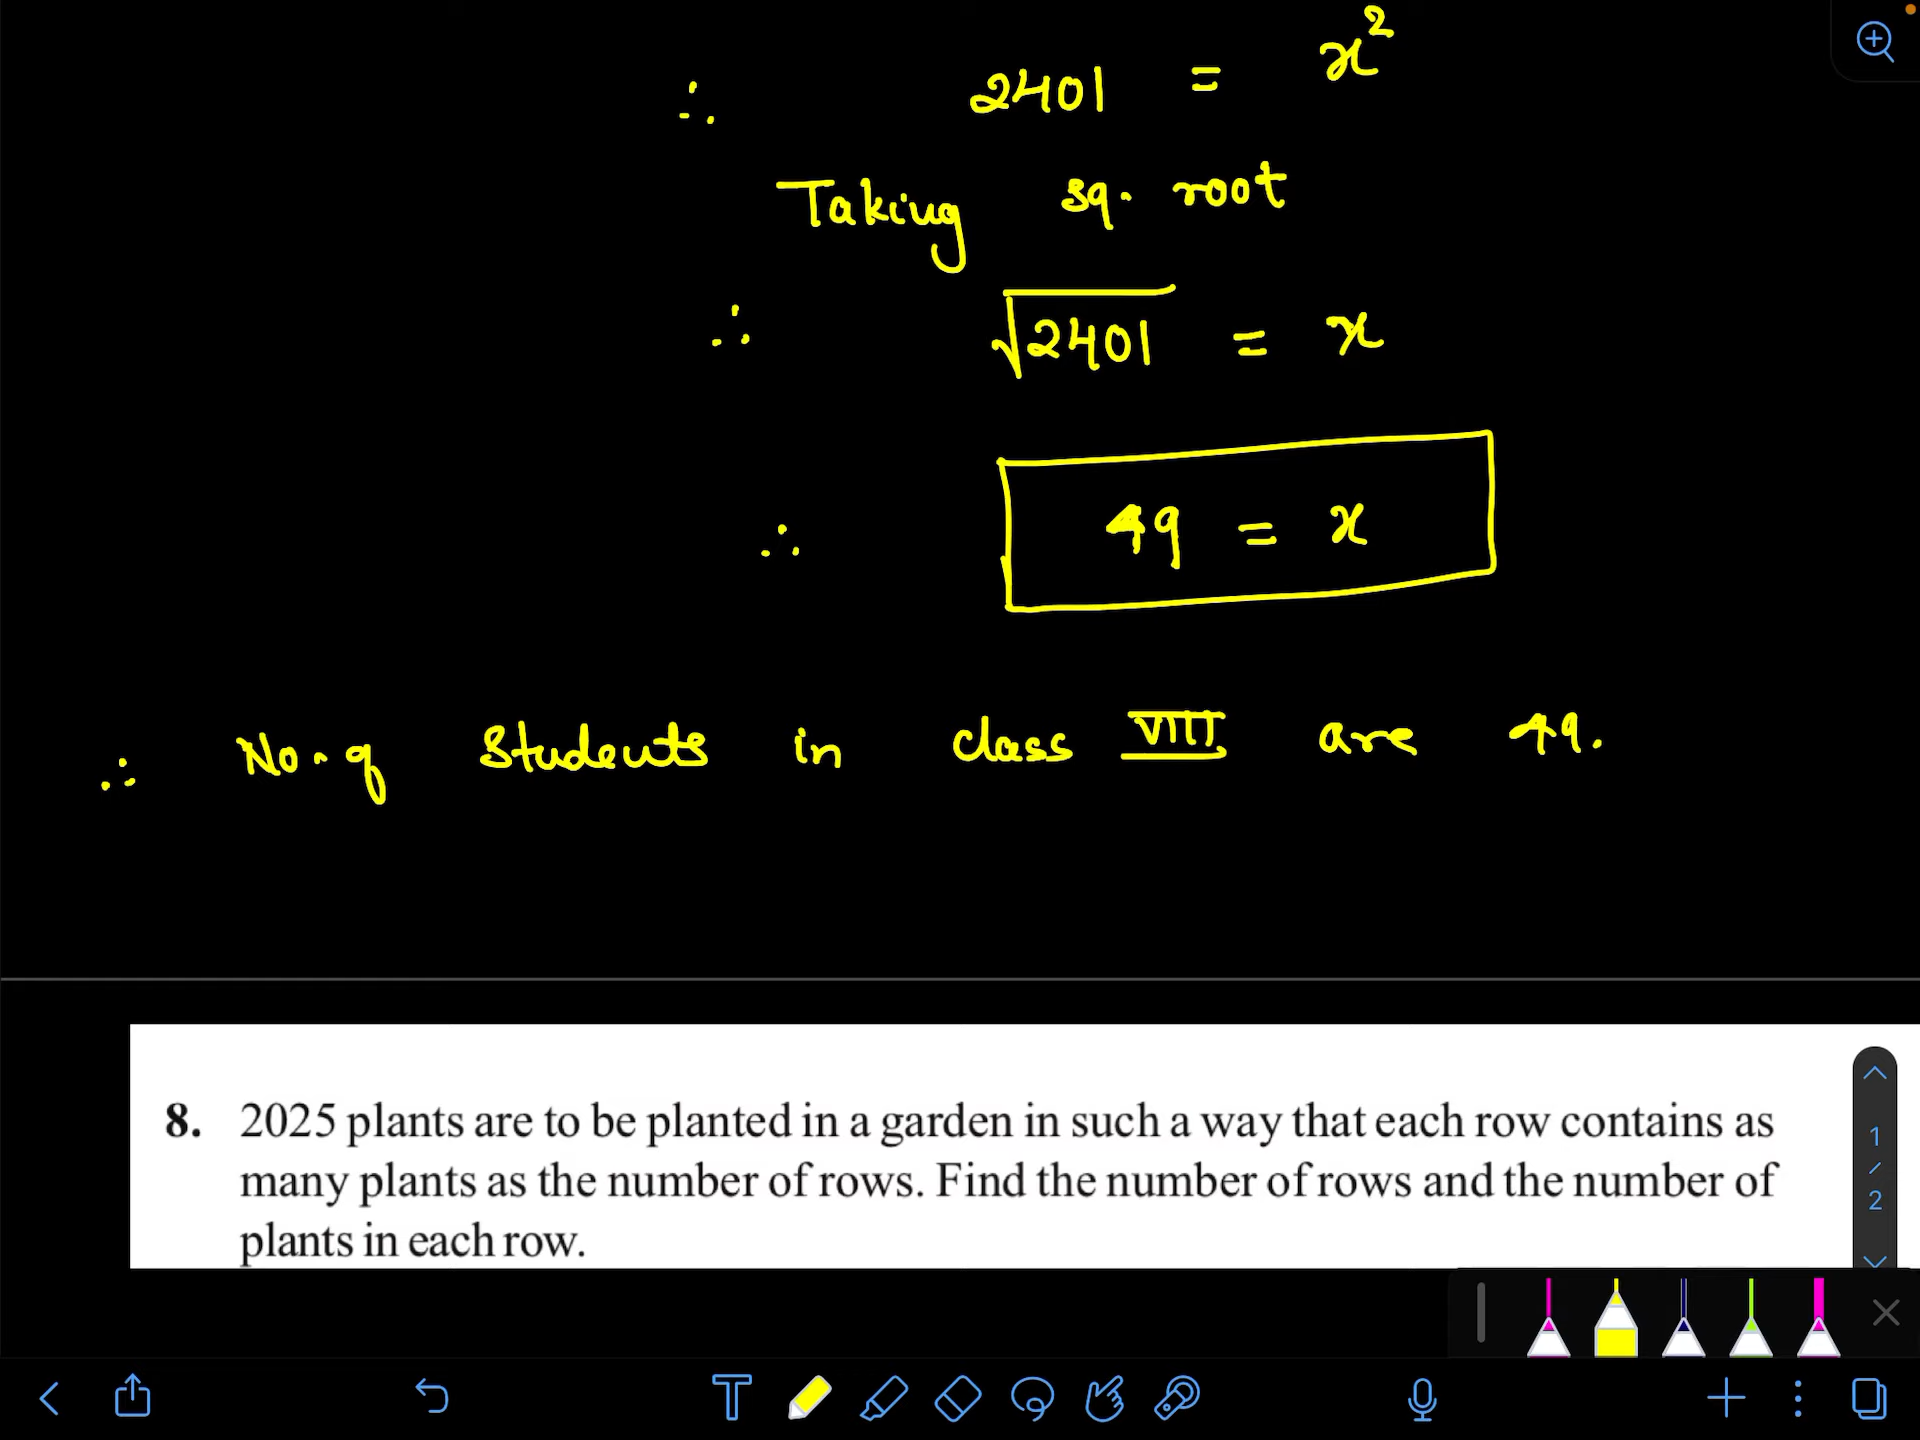 ∴ 2401 = x²
Taking sq. root
∴ √2401 = x
∴ 49 = x
∴ No. of Students in class VIII are 49.
8. 2025 plants are to be planted in a garden in such a way that each row contains as
many plants as the number of rows. Find the number of rows and the number of
plants in each row.
1
/
2